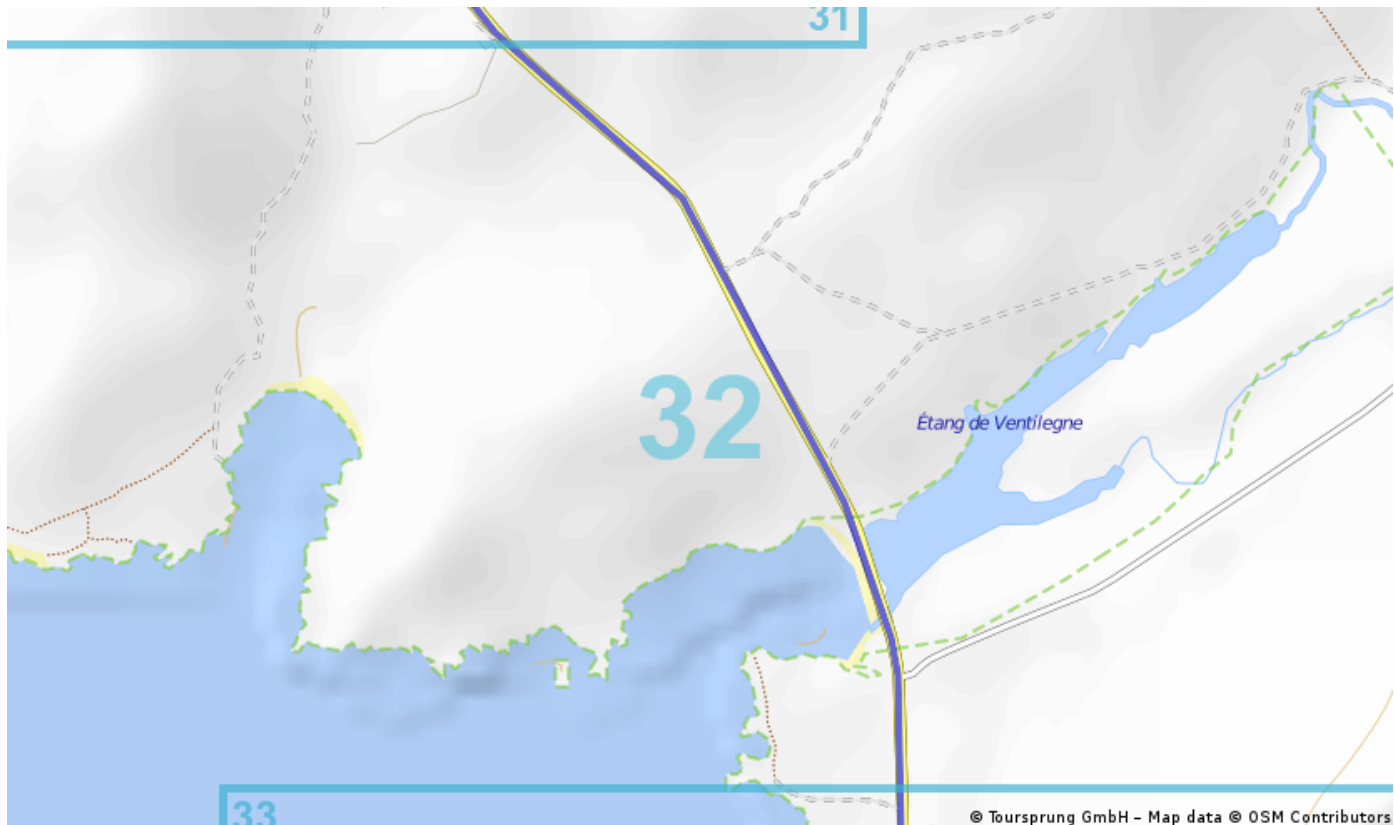 31
32
Étang de Ventilegne
33
© Toursprung GmbH – Map data © OSM Contributors